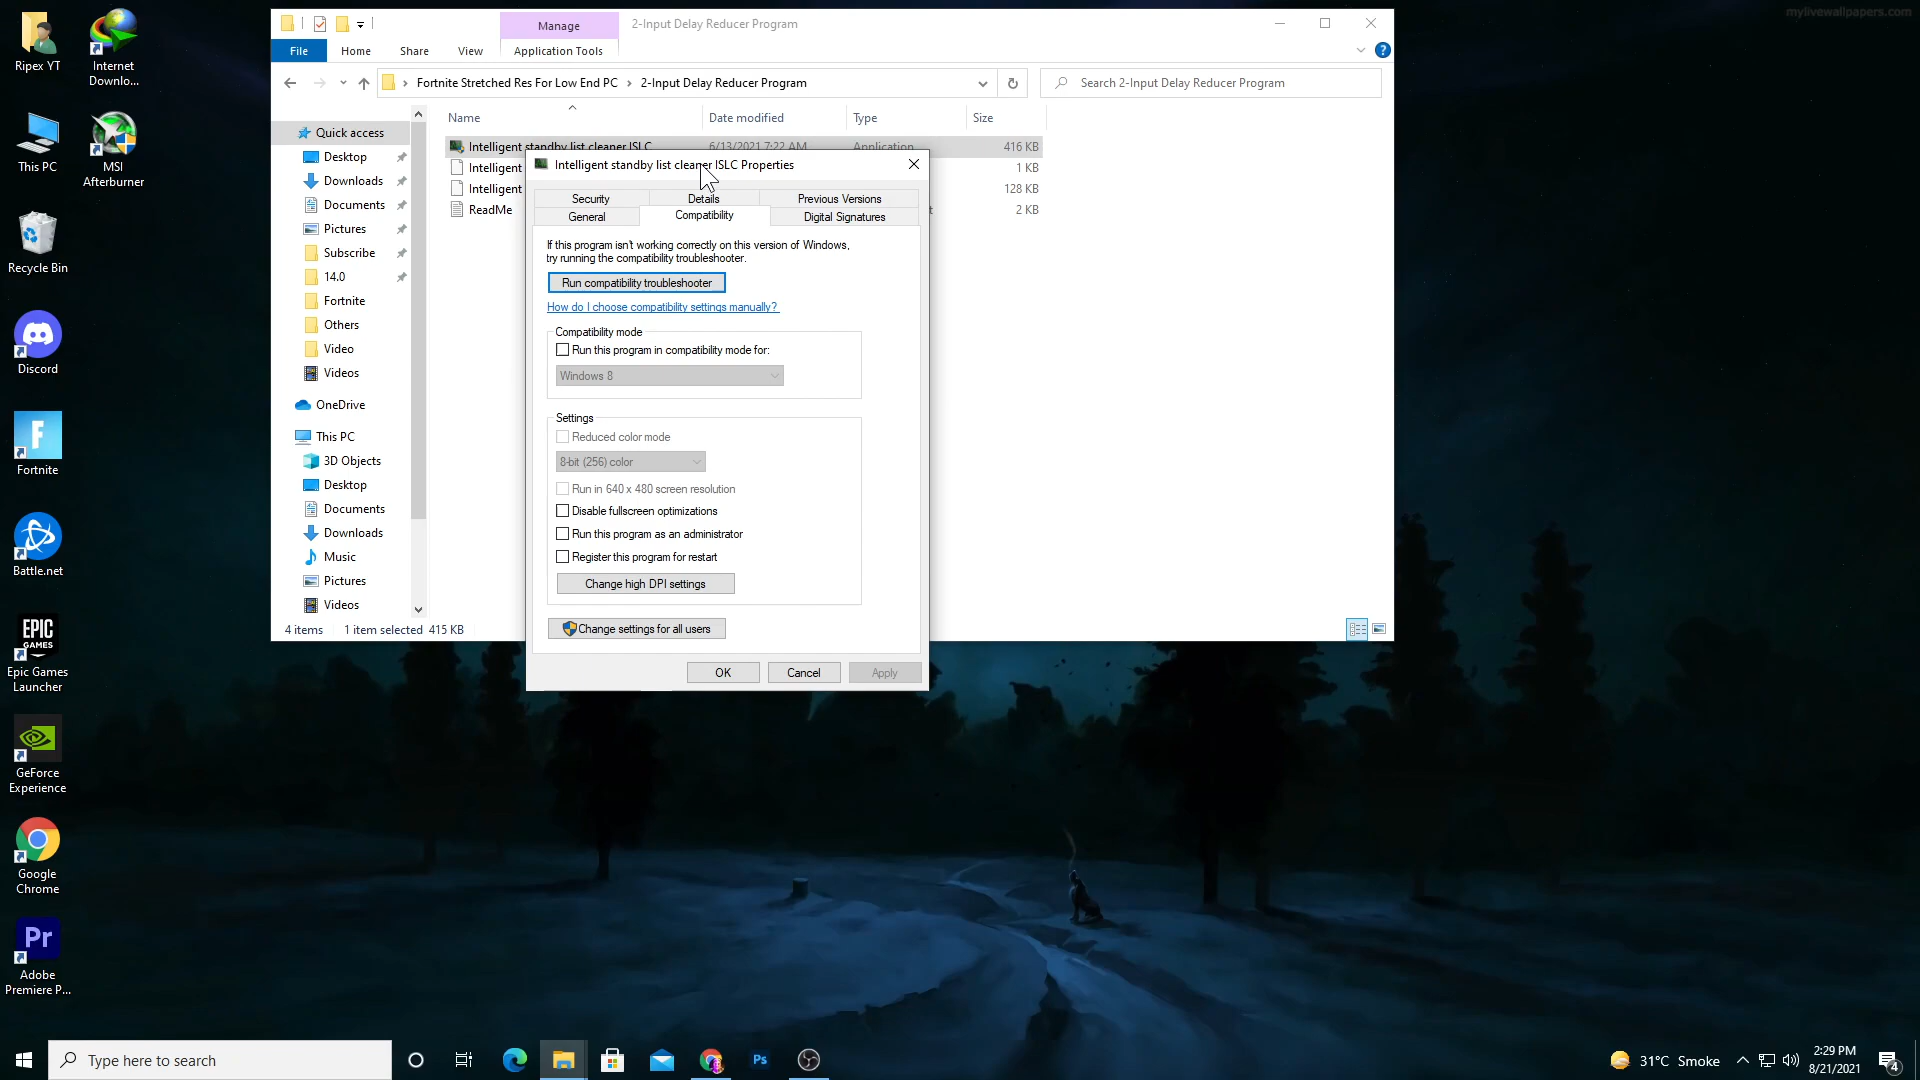 mylivewallpapers.com
Ripex YT
Internet
Downlo...
This PC
MSI
Afterburner
Recycle Bin
Discord
Fortnite
Battle.net
EPIC
GAMES
Epic Games
Launcher
GeForce
Experience
Google
Chrome
Pr
Adobe
Premiere P...
Manage
2-Input Delay Reducer Program
File
Home
Share
View
Application Tools
?
Fortnite Stretched Res For Low End PC
2-Input Delay Reducer Program
Search 2-Input Delay Reducer Program
Name
Date modified
Type
Size
Quick access
Desktop
Downloads
Documents
Pictures
Subscribe
14.0
Fortnite
Others
Video
Videos
OneDrive
This PC
3D Objects
Desktop
Documents
Downloads
Music
Pictures
Videos
Intelligent standby list cleaner ISLC
6/13/2021 7:22 AM
Application
416 KB
Intelligent
1 KB
Intelligent
128 KB
ReadMe
t
2 KB
4 items
1 item selected 415 KB
Intelligent standby list cleaner ISLC Properties
Security
Details
Previous Versions
General
Compatibility
Digital Signatures
If this program isn't working correctly on this version of Windows,
try running the compatibility troubleshooter.
Run compatibility troubleshooter
How do I choose compatibility settings manually?
Compatibility mode
Run this program in compatibility mode for:
Windows 8
Settings
Reduced color mode
8-bit (256) color
Run in 640 x 480 screen resolution
Disable fullscreen optimizations
Run this program as an administrator
Register this program for restart
Change high DPI settings
Change settings for all users
OK
Cancel
Apply
Type here to search
Ps
31°C Smoke
2:29 PM
8/21/2021
4